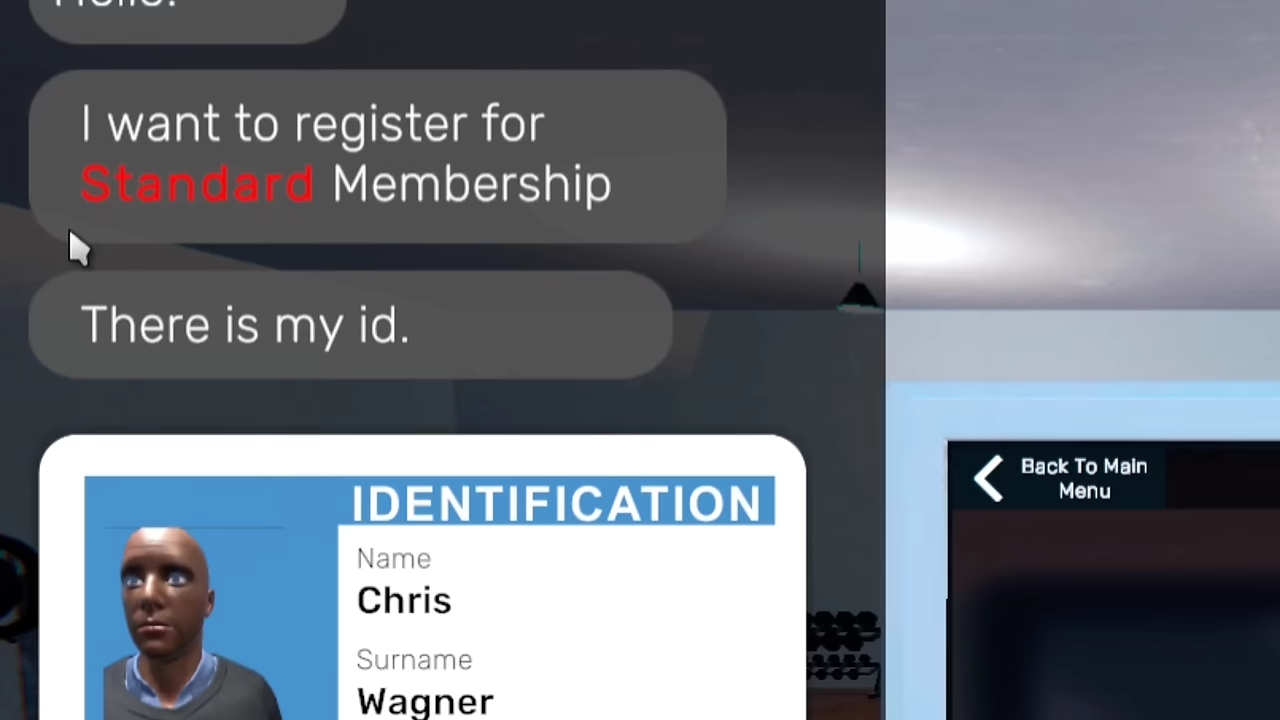 Hello.
I want to register for
Standard Membership
There is my id.
IDENTIFICATION
Name
Chris
Surname
Wagner
Back To Main
Menu